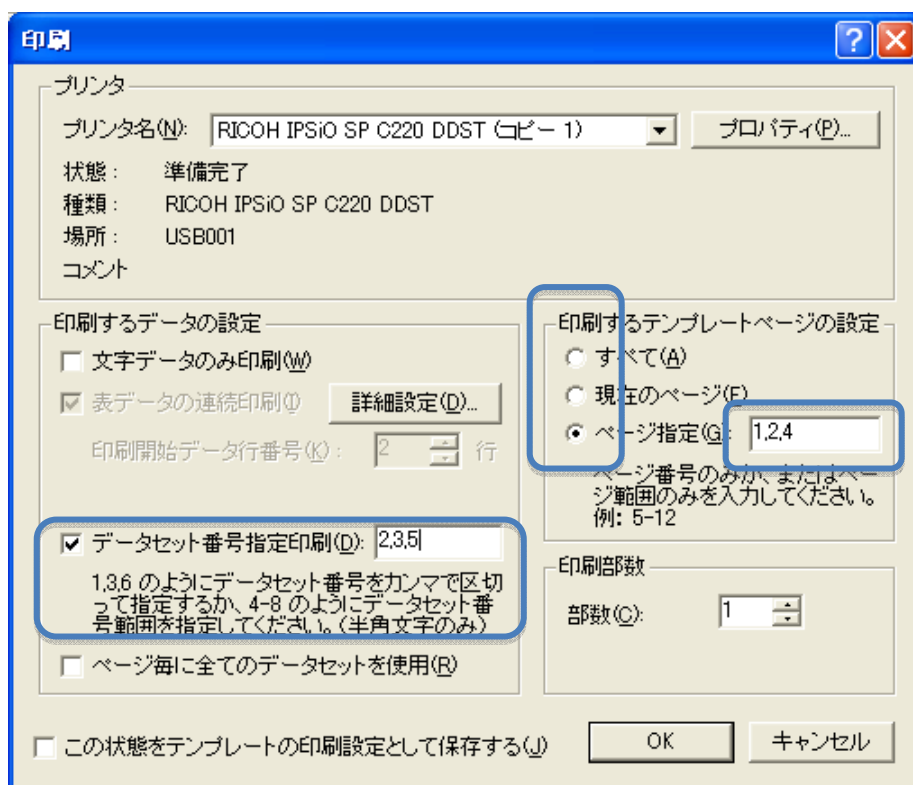 印刷
プリンタ
プリンタ名(N): RICOH IPSiO SP C220 DDST (コピー 1) プロパティ(P)...
状態： 準備完了
種類： RICOH IPSiO SP C220 DDST
場所： USB001
コメント
印刷するデータの設定
文字データのみ印刷(W)
表データの連続印刷(I) 詳細設定(D)...
印刷開始データ行番号(K)： 2 行
データセット番号指定印刷(D): 2,3,5
1,3,6 のようにデータセット番号をカンマで区切
って指定するか、4-8 のようにデータセット番
号範囲を指定してください。(半角文字のみ)
ページ毎に全てのデータセットを使用(R)
印刷するテンプレートページの設定
すべて(A)
現在のページ(E)
ページ指定(G): 1,2,4
ページ番号のみか、またはペー
ジ範囲のみを入力してください。
例: 5-12
印刷部数
部数(C): 1
この状態をテンプレートの印刷設定として保存する(J)
OK キャンセル